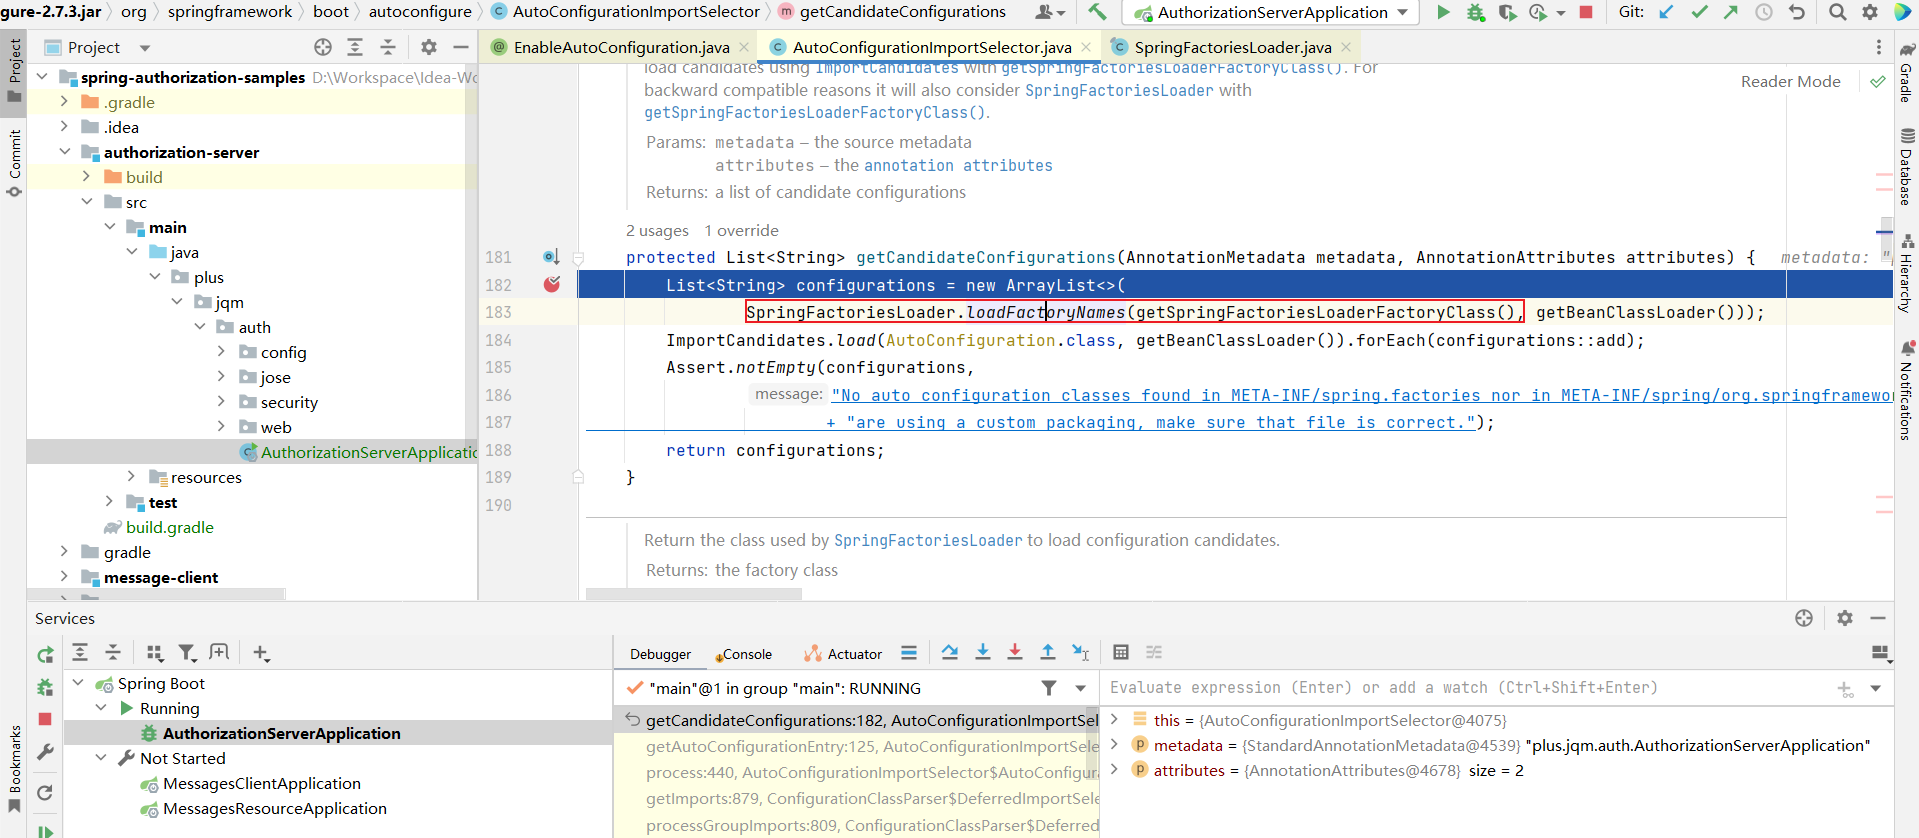 gure-2.7.3.jar › org › springframework › boot › autoconfigure › AutoConfigurationImportSelector › getCandidateConfigurations
AuthorizationServerApplication
Git:
Project
EnableAutoConfiguration.java
AutoConfigurationImportSelector.java
SpringFactoriesLoader.java
Project
Commit
Bookmarks
spring-authorization-samples D:\Workspace\Idea-Wo
.gradle
.idea
authorization-server
build
src
main
java
plus
jqm
auth
config
jose
security
web
AuthorizationServerApplicatio
resources
test
build.gradle
gradle
message-client
load candidates using ImportCandidates with getSpringFactoriesLoaderFactoryClass(). For
backward compatible reasons it will also consider SpringFactoriesLoader with
getSpringFactoriesLoaderFactoryClass().
Reader Mode
Params: metadata – the source metadata
attributes – the annotation attributes
Returns: a list of candidate configurations
2 usages 1 override
181 protected List<String> getCandidateConfigurations(AnnotationMetadata metadata, AnnotationAttributes attributes) { metadata: "p
182 List<String> configurations = new ArrayList<>(
183 SpringFactoriesLoader.loadFactoryNames(getSpringFactoriesLoaderFactoryClass(), getBeanClassLoader()));
184 ImportCandidates.load(AutoConfiguration.class, getBeanClassLoader()).forEach(configurations::add);
185 Assert.notEmpty(configurations,
186 message: "No auto configuration classes found in META-INF/spring.factories nor in META-INF/spring/org.springframewor
187 + "are using a custom packaging, make sure that file is correct.");
188 return configurations;
189 }
190
Return the class used by SpringFactoriesLoader to load configuration candidates.
Returns: the factory class
Gradle
Database
Hierarchy
Notifications
Services
Spring Boot
Running
AuthorizationServerApplication
Not Started
MessagesClientApplication
MessagesResourceApplication
Debugger Console Actuator
"main"@1 in group "main": RUNNING
getCandidateConfigurations:182, AutoConfigurationImportSel
getAutoConfigurationEntry:125, AutoConfigurationImportSele
process:440, AutoConfigurationImportSelector$AutoConfigura
getImports:879, ConfigurationClassParser$DeferredImportSele
processGroupImports:809, ConfigurationClassParser$Deferred
Evaluate expression (Enter) or add a watch (Ctrl+Shift+Enter)
this = {AutoConfigurationImportSelector@4075}
metadata = {StandardAnnotationMetadata@4539} "plus.jqm.auth.AuthorizationServerApplication"
attributes = {AnnotationAttributes@4678} size = 2